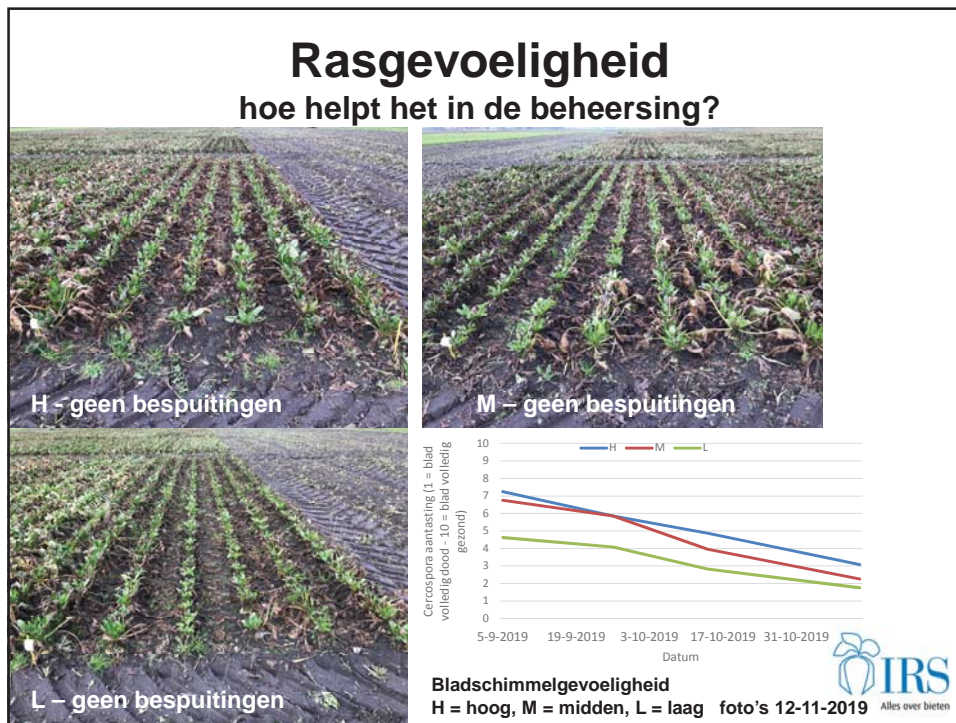 Rasgevoeligheid
hoe helpt het in de beheersing?
H - geen bespuitingen
M – geen bespuitingen
L – geen bespuitingen
Cercospora aantasting (1 = blad
volledig dood - 10 = blad volledig
gezond)
10
9
8
7
6
5
4
3
2
1
0
H M L
5-9-2019 19-9-2019 3-10-2019 17-10-2019 31-10-2019
Datum
Bladschimmelgevoeligheid
H = hoog, M = midden, L = laag foto's 12-11-2019
IRS
Alles over bieten